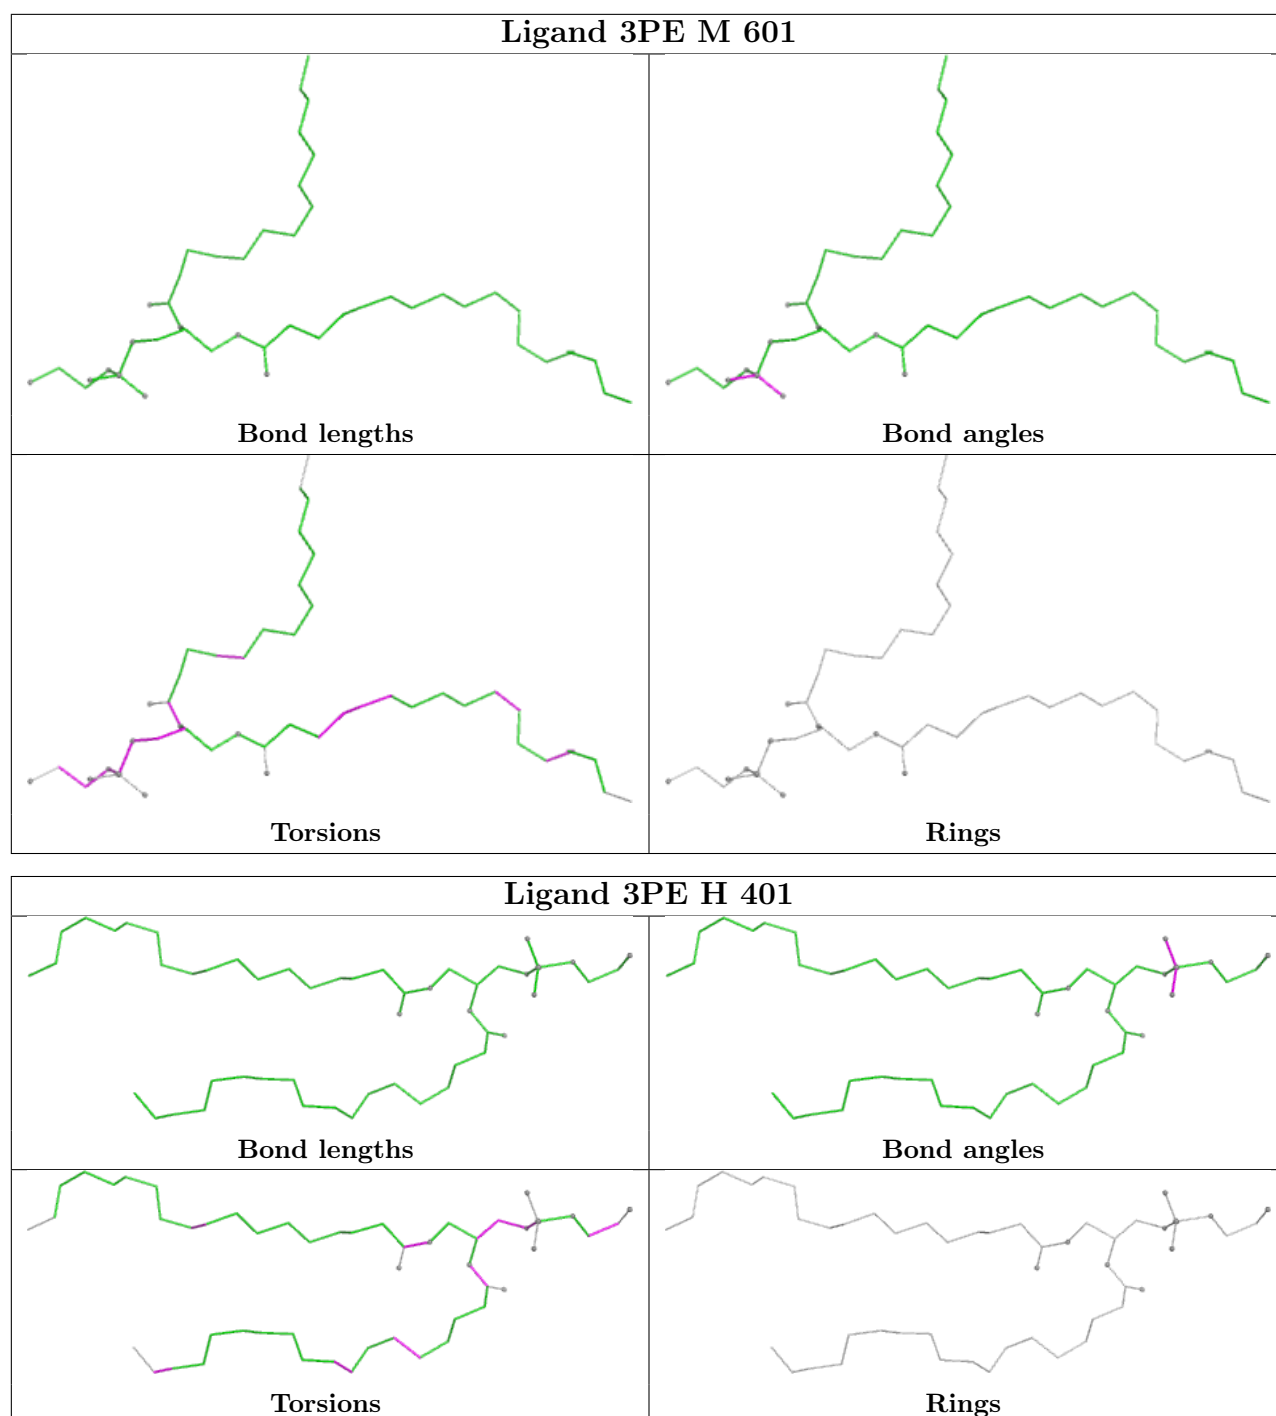 Ligand 3PE M 601
Bond lengths
Bond angles
Torsions
Rings
Ligand 3PE H 401
Bond lengths
Bond angles
Torsions
Rings